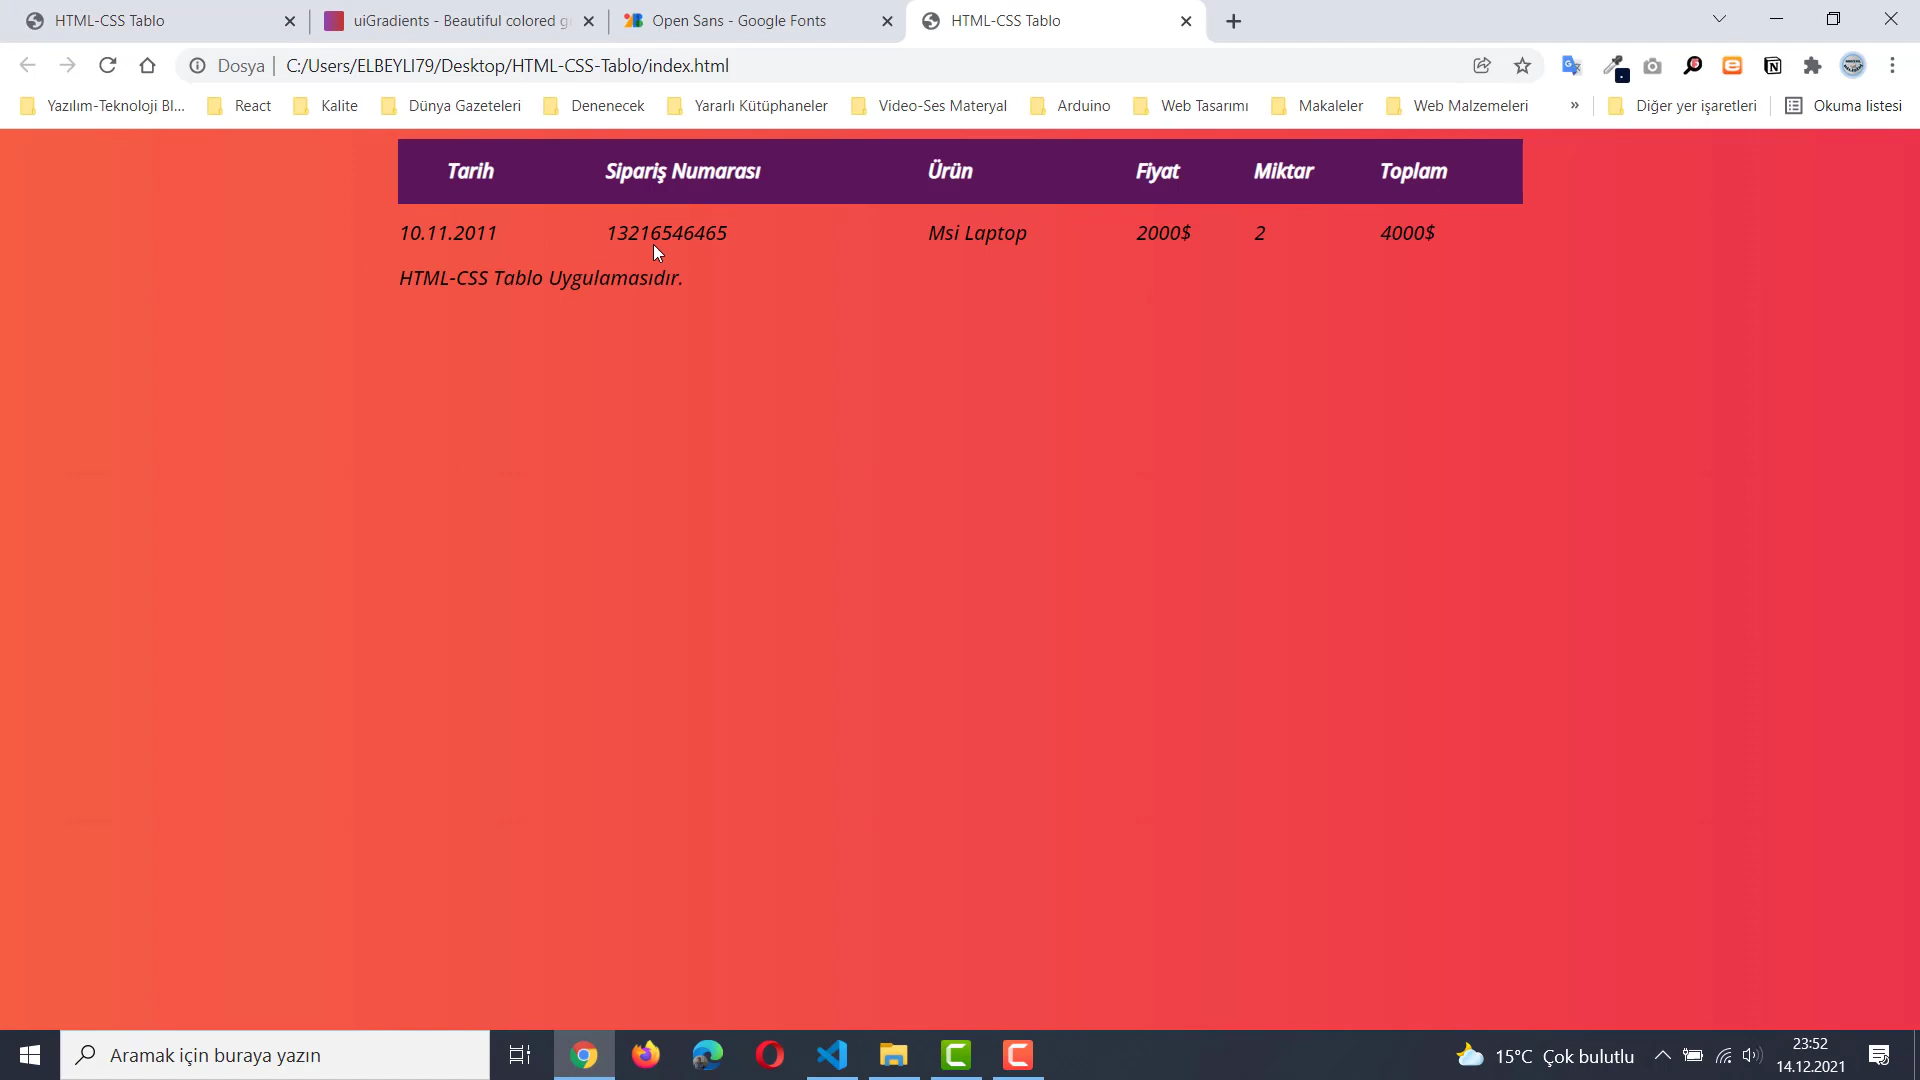 HTML-CSS Tablo
uiGradients - Beautiful colored g
Open Sans - Google Fonts
HTML-CSS Tablo
Dosya C:/Users/ELBEYLI79/Desktop/HTML-CSS-Tablo/index.html
Yazılım-Teknoloji Bl... React Kalite Dünya Gazeteleri Denenecek Yararlı Kütüphaneler Video-Ses Materyal Arduino Web Tasarımı Makaleler Web Malzemeleri » Diğer yer işaretleri Okuma listesi
Tarih Sipariş Numarası Ürün Fiyat Miktar Toplam
10.11.2011 13216546465 Msi Laptop 2000$ 2 4000$
HTML-CSS Tablo Uygulamasıdır.
Aramak için buraya yazın
15°C Çok bulutlu
23:52
14.12.2021